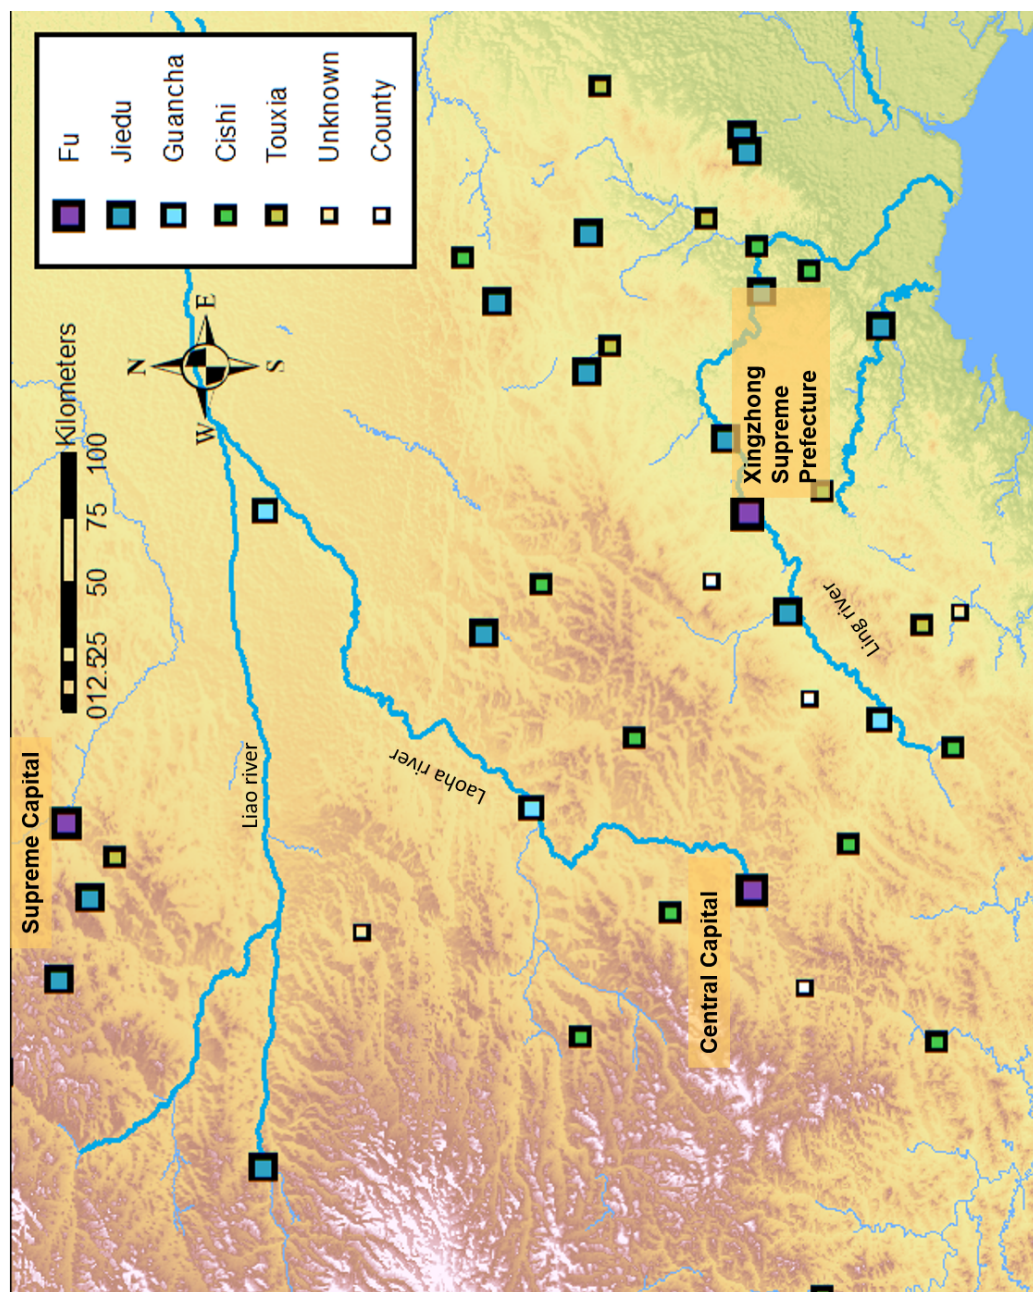 Fu
Jiedu
Guancha
Cishi
Touxia
Unknown
County
N
W
E
S
Kilometers
0 12.5 25 50 75 100
Supreme Capital
Liao river
Laoha river
Central Capital
Xingzhong
Supreme
Prefecture
Ling river